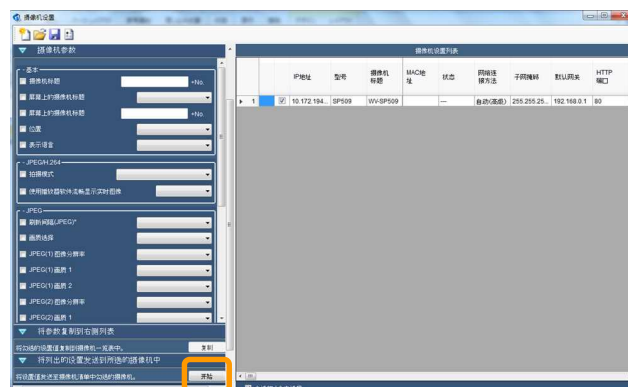 摄像机设置
摄像机参数
- 基本
摄像机标题
+No.
屏幕上的摄像机标题
屏幕上的摄像机标题
+No.
位置
表示语言
- JPEG/H.264
拍摄模式
使用播放器软件流畅显示实时图像
- JPEG
刷新间隔(JPEG)*
画质选择
JPEG(1)图像分辨率
JPEG(1)画质 1
JPEG(1)画质 2
JPEG(2)图像分辨率
JPEG(2)画质 1
将参数复制到右侧列表
将勾选的设置值复制到摄像机一览表中。
复制
将列出的设置发送到所选的摄像机中
将设置值发送至摄像机清单中勾选的摄像机。
开始
摄像机设置列表
IP地址 型号 摄像机标题 MAC地址 状态 网络连接方法 子网掩码 默认网关 HTTP端口
1 10.172.194... SP509 WV-SP509 — 自动(高级) 255.255.25... 192.168.0.1 80